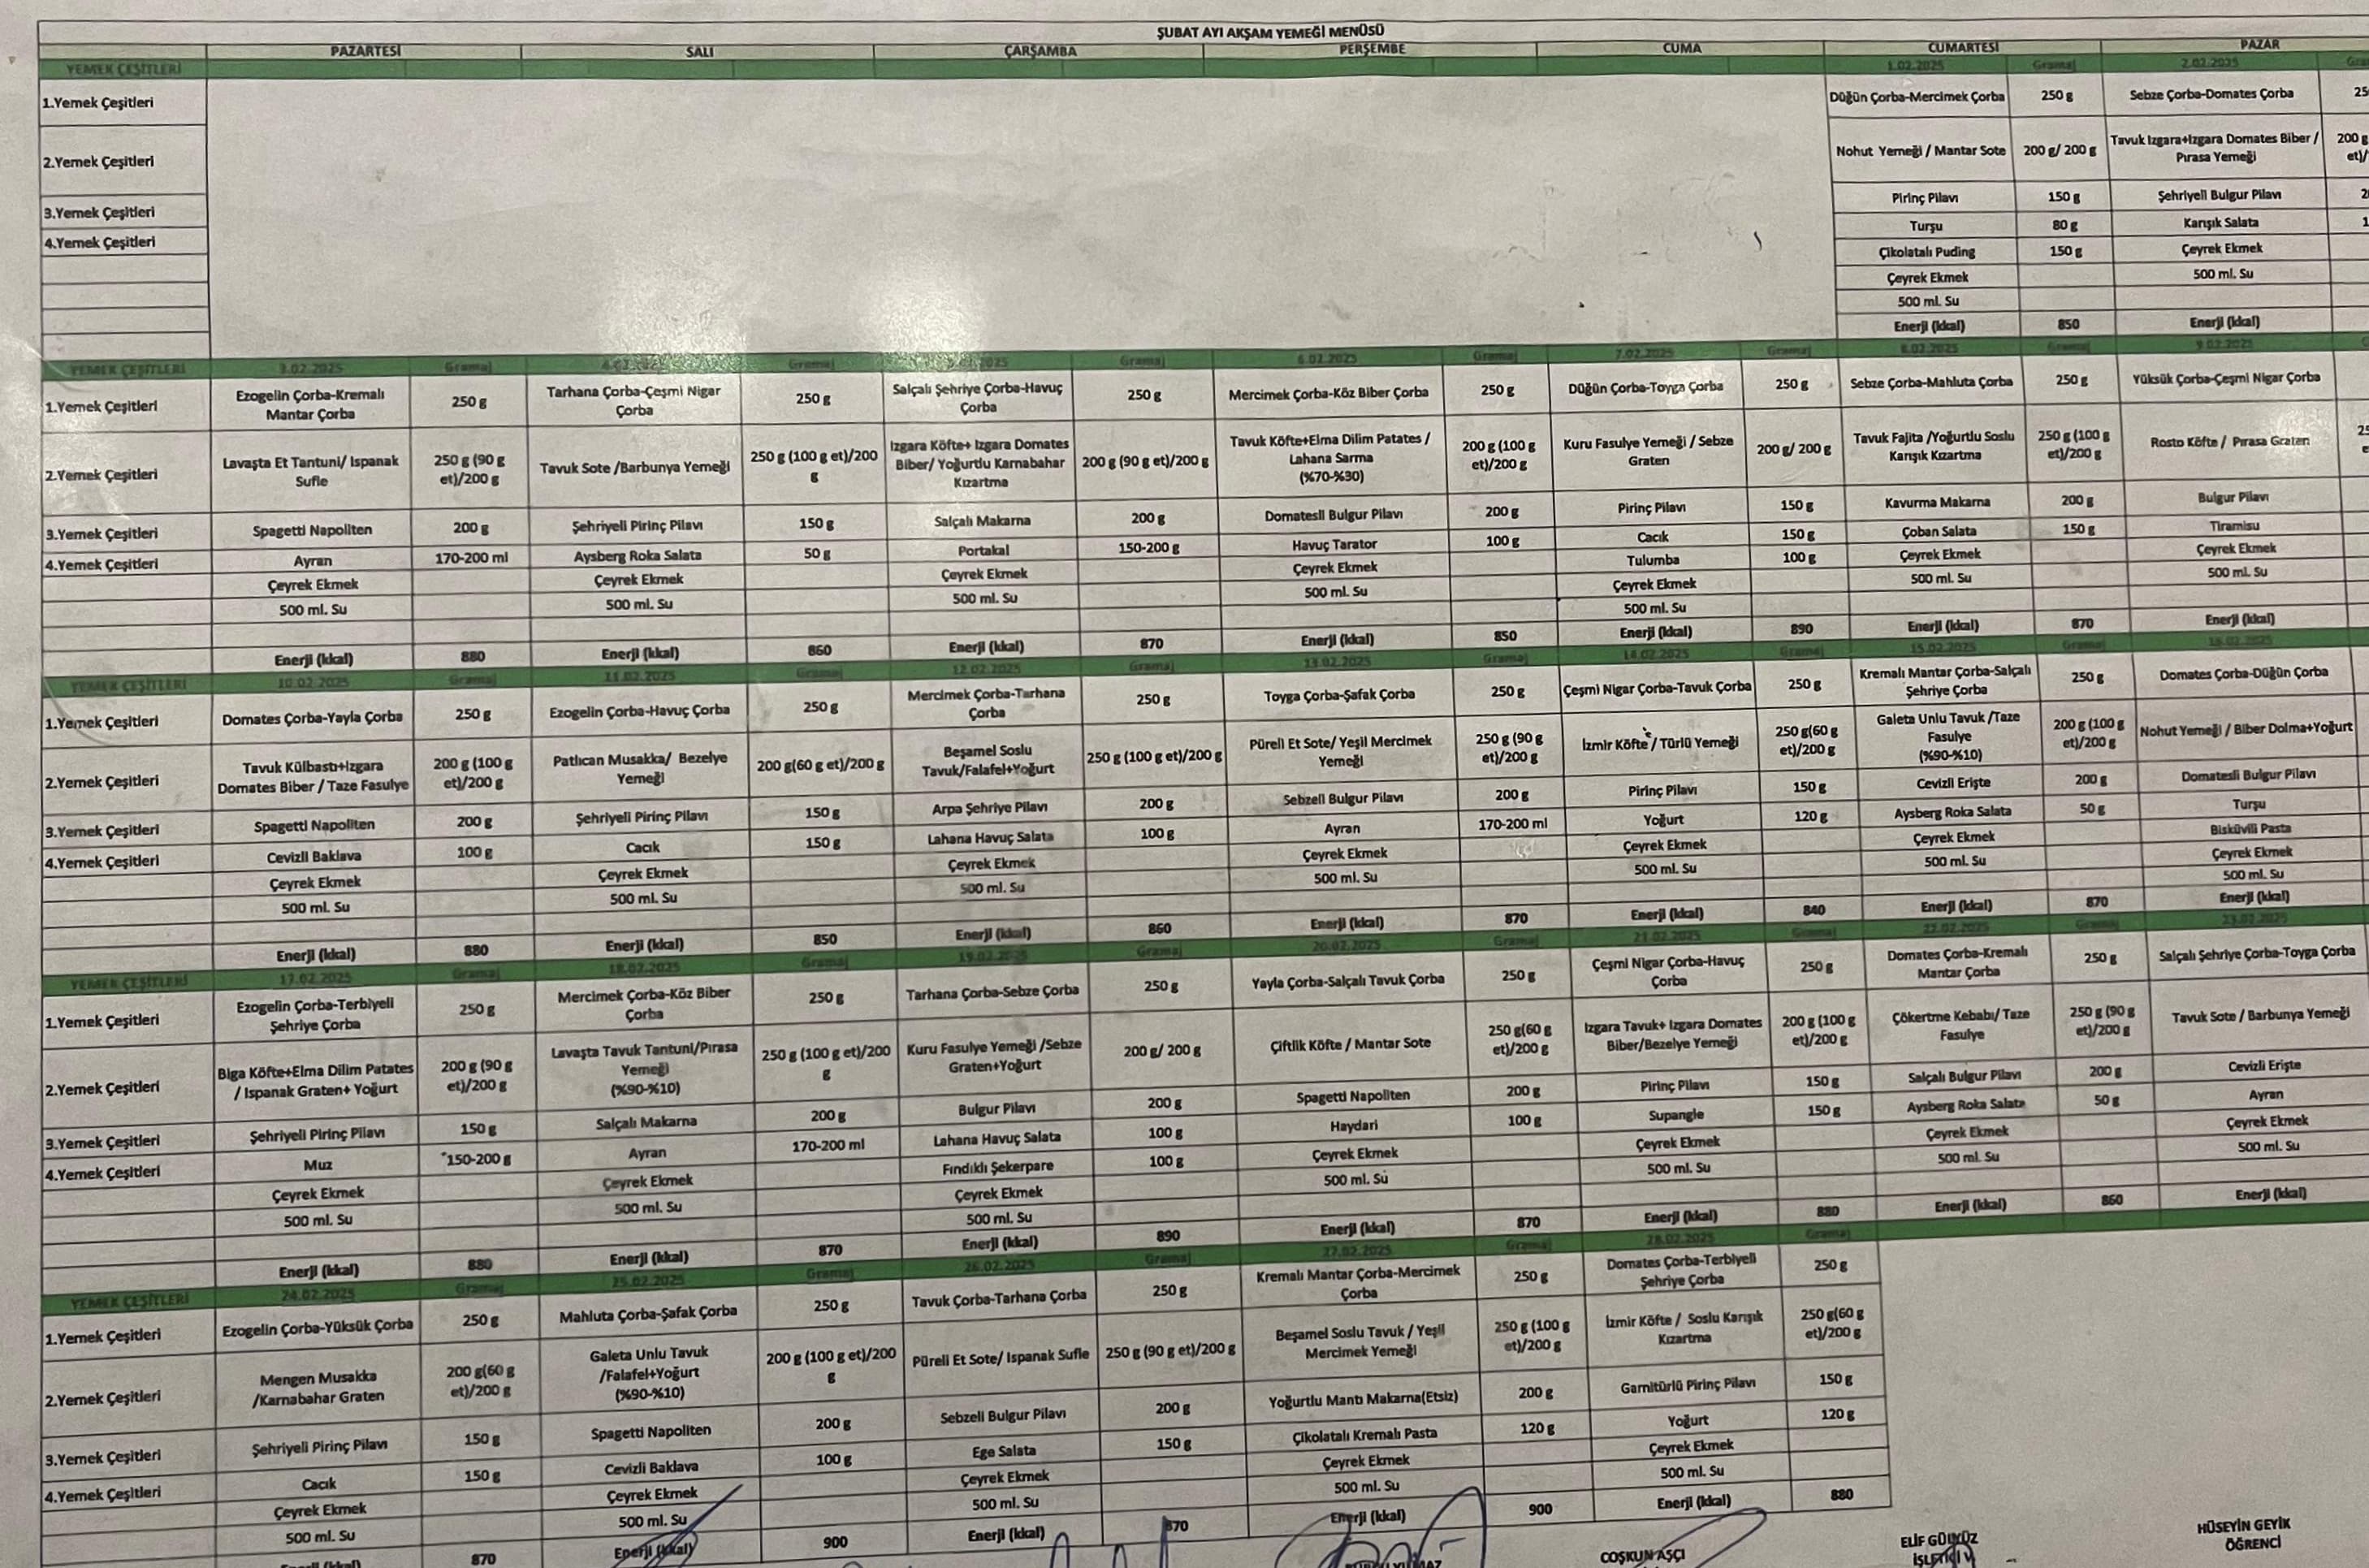 ŞUBAT AYI AKŞAM YEMEĞİ MENÜSÜ
PAZARTESİ SALI ÇARŞAMBA PERŞEMBE CUMA CUMARTESİ PAZAR
YEMEK ÇEŞİTLERİ 1.02.2025 Gramaj 2.02.2025
1.Yemek Çeşitleri Düğün Çorba-Mercimek Çorba 250 g Sebze Çorba-Domates Çorba
2.Yemek Çeşitleri Nohut Yemeği / Mantar Sote 200 g/ 200 g Tavuk Izgara+Izgara Domates Biber /
Pırasa Yemeği
3.Yemek Çeşitleri Pirinç Pilavı 150 g Şehriyeli Bulgur Pilavı
4.Yemek Çeşitleri Turşu 80 g Karışık Salata
Çikolatalı Puding 150 g Çeyrek Ekmek
Çeyrek Ekmek 500 ml. Su
500 ml. Su
Enerji (kkal) 850 Enerji (kkal)
YEMEK ÇEŞİTLERİ 3.02.2025 Gramaj Gramaj Gramaj 6.02.2025 Gramaj 7.02.2025 Gramaj 8.02.2025 Gramaj 9.02.2025
1.Yemek Çeşitleri Ezogelin Çorba-Kremalı 250 g Tarhana Çorba-Çeşmi Nigar 250 g Salçalı Şehriye Çorba-Havuç 250 g Mercimek Çorba-Köz Biber Çorba 250 g Düğün Çorba-Toyga Çorba 250 g Sebze Çorba-Mahluta Çorba 250 g Yüksük Çorba-Çeşmi Nigar Çorba
Mantar Çorba Çorba Çorba
2.Yemek Çeşitleri Lavaşta Et Tantuni/ Ispanak 250 g (90 g Tavuk Sote /Barbunya Yemeği 250 g (100 g et)/200 Izgara Köfte+ Izgara Domates 200 g (90 g et)/200 g Tavuk Köfte+Elma Dilim Patates / 200 g (100 g Kuru Fasulye Yemeği / Sebze 200 g/ 200 g Tavuk Fajita /Yoğurtlu Soslu 250 g (100 g Rosto Köfte / Pırasa Graten
Sufle et)/200 g g Biber/ Yoğurtlu Karnabahar Lahana Sarma et)/200 g Graten Karışık Kızartma et)/200 g
Kızartma (%70-%30)
3.Yemek Çeşitleri Spagetti Napoliten 200 g Şehriyeli Pirinç Pilavı 150 g Salçalı Makarna 200 g Domatesli Bulgur Pilavı 200 g Pirinç Pilavı 150 g Kavurma Makarna 200 g Bulgur Pilavı
4.Yemek Çeşitleri Ayran 170-200 ml Aysberg Roka Salata 50 g Portakal 150-200 g Havuç Tarator 100 g Cacık 150 g Çoban Salata 150 g Tiramisu
Çeyrek Ekmek Çeyrek Ekmek Çeyrek Ekmek Çeyrek Ekmek Tulumba 100 g Çeyrek Ekmek Çeyrek Ekmek
500 ml. Su 500 ml. Su 500 ml. Su 500 ml. Su Çeyrek Ekmek 500 ml. Su 500 ml. Su
500 ml. Su
Enerji (kkal) 880 Enerji (kkal) 860 Enerji (kkal) 870 Enerji (kkal) 850 Enerji (kkal) 890 Enerji (kkal) 870 Enerji (kkal)
YEMEK ÇEŞİTLERİ 10.02.2025 Gramaj 11.02.2025 Gramaj 12.02.2025 Gramaj 13.02.2025 Gramaj 14.02.2025 Gramaj 15.02.2025 Gramaj 16.02.2025
1.Yemek Çeşitleri Domates Çorba-Yayla Çorba 250 g Ezogelin Çorba-Havuç Çorba 250 g Mercimek Çorba-Tarhana 250 g Toyga Çorba-Şafak Çorba 250 g Çeşmi Nigar Çorba-Tavuk Çorba 250 g Kremalı Mantar Çorba-Salçalı 250 g Domates Çorba-Düğün Çorba
Çorba Şehriye Çorba
2.Yemek Çeşitleri Tavuk Külbastı+Izgara 200 g (100 g Patlıcan Musakka/ Bezelye 200 g(60 g et)/200 g Beşamel Soslu 250 g (100 g et)/200 g Püreli Et Sote/ Yeşil Mercimek 250 g (90 g İzmir Köfte / Türlü Yemeği 250 g(60 g Galeta Unlu Tavuk /Taze 200 g (100 g Nohut Yemeği / Biber Dolma+Yoğurt
Domates Biber / Taze Fasulye et)/200 g Yemeği Tavuk/Falafel+Yoğurt Yemeği et)/200 g et)/200 g Fasulye et)/200 g
(%90-%10)
3.Yemek Çeşitleri Spagetti Napoliten 200 g Şehriyeli Pirinç Pilavı 150 g Arpa Şehriye Pilavı 200 g Sebzeli Bulgur Pilavı 200 g Pirinç Pilavı 150 g Cevizli Erişte 200 g Domatesli Bulgur Pilavı
4.Yemek Çeşitleri Cevizli Baklava 100 g Cacık 150 g Lahana Havuç Salata 100 g Ayran 170-200 ml Yoğurt 120 g Aysberg Roka Salata 50 g Turşu
Çeyrek Ekmek Çeyrek Ekmek Çeyrek Ekmek Çeyrek Ekmek Çeyrek Ekmek Çeyrek Ekmek Bisküvili Pasta
500 ml. Su 500 ml. Su 500 ml. Su 500 ml. Su 500 ml. Su 500 ml. Su Çeyrek Ekmek
500 ml. Su
Enerji (kkal) 880 Enerji (kkal) 850 Enerji (kkal) 860 Enerji (kkal) 870 Enerji (kkal) 840 Enerji (kkal) 870 Enerji (kkal)
YEMEK ÇEŞİTLERİ 17.02.2025 Gramaj 18.02.2025 Gramaj 19.02.2025 Gramaj 20.02.2025 Gramaj 21.02.2025 Gramaj 22.02.2025 Gramaj 23.02.2025
1.Yemek Çeşitleri Ezogelin Çorba-Terbiyeli 250 g Mercimek Çorba-Köz Biber 250 g Tarhana Çorba-Sebze Çorba 250 g Yayla Çorba-Salçalı Tavuk Çorba 250 g Çeşmi Nigar Çorba-Havuç 250 g Domates Çorba-Kremalı 250 g Salçalı Şehriye Çorba-Toyga Çorba
Şehriye Çorba Çorba Çorba Mantar Çorba
2.Yemek Çeşitleri Biga Köfte+Elma Dilim Patates 200 g (90 g Lavaşta Tavuk Tantuni/Pırasa 250 g (100 g et)/200 Kuru Fasulye Yemeği /Sebze 200 g/ 200 g Çiftlik Köfte / Mantar Sote 250 g(60 g Izgara Tavuk+ Izgara Domates 200 g (100 g Çökertme Kebabı/ Taze 250 g (90 g Tavuk Sote / Barbunya Yemeği
/ Ispanak Graten+ Yoğurt et)/200 g Yemeği g Graten+Yoğurt et)/200 g Biber/Bezelye Yemeği et)/200 g Fasulye et)/200 g
(%90-%10)
3.Yemek Çeşitleri Şehriyeli Pirinç Pilavı 150 g Salçalı Makarna 200 g Bulgur Pilavı 200 g Spagetti Napoliten 200 g Pirinç Pilavı 150 g Salçalı Bulgur Pilavı 200 g Cevizli Erişte
4.Yemek Çeşitleri Muz 150-200 g Ayran 170-200 ml Lahana Havuç Salata 100 g Haydari 100 g Supangle 150 g Aysberg Roka Salata 50 g Ayran
Çeyrek Ekmek Çeyrek Ekmek Fındıklı Şekerpare 100 g Çeyrek Ekmek Çeyrek Ekmek Çeyrek Ekmek Çeyrek Ekmek
500 ml. Su 500 ml. Su Çeyrek Ekmek 500 ml. Su 500 ml. Su 500 ml. Su 500 ml. Su
500 ml. Su
Enerji (kkal) 880 Enerji (kkal) 870 Enerji (kkal) 890 Enerji (kkal) 870 Enerji (kkal) 880 Enerji (kkal) 860 Enerji (kkal)
YEMEK ÇEŞİTLERİ 24.02.2025 Gramaj 25.02.2025 Gramaj 26.02.2025 Gramaj 27.02.2025 Gramaj 28.02.2025 Gramaj
1.Yemek Çeşitleri Ezogelin Çorba-Yüksük Çorba 250 g Mahluta Çorba-Şafak Çorba 250 g Tavuk Çorba-Tarhana Çorba 250 g Kremalı Mantar Çorba-Mercimek 250 g Domates Çorba-Terbiyeli 250 g
Çorba Şehriye Çorba
2.Yemek Çeşitleri Mengen Musakka 200 g(60 g Galeta Unlu Tavuk 200 g (100 g et)/200 Püreli Et Sote/ Ispanak Sufle 250 g (90 g et)/200 g Beşamel Soslu Tavuk / Yeşil 250 g (100 g İzmir Köfte / Soslu Karışık 250 g(60 g
/Karnabahar Graten et)/200 g /Falafel+Yoğurt g Mercimek Yemeği et)/200 g Kızartma et)/200 g
(%90-%10)
3.Yemek Çeşitleri Şehriyeli Pirinç Pilavı 150 g Spagetti Napoliten 200 g Sebzeli Bulgur Pilavı 200 g Yoğurtlu Mantı Makarna(Etsiz) 200 g Garnitürlü Pirinç Pilavı 150 g
4.Yemek Çeşitleri Cacık 150 g Cevizli Baklava 100 g Ege Salata 150 g Çikolatalı Kremalı Pasta 120 g Yoğurt 120 g
Çeyrek Ekmek Çeyrek Ekmek Çeyrek Ekmek Çeyrek Ekmek Çeyrek Ekmek
500 ml. Su 500 ml. Su 500 ml. Su 500 ml. Su 500 ml. Su
Enerji (kkal) 870 Enerji (kkal) 900 Enerji (kkal) 870 Enerji (kkal) 900 Enerji (kkal) 880
COŞKUN AŞÇI ELİF GÜLYÜZ HÜSEYİN GEYİK
ÖĞRENCİ